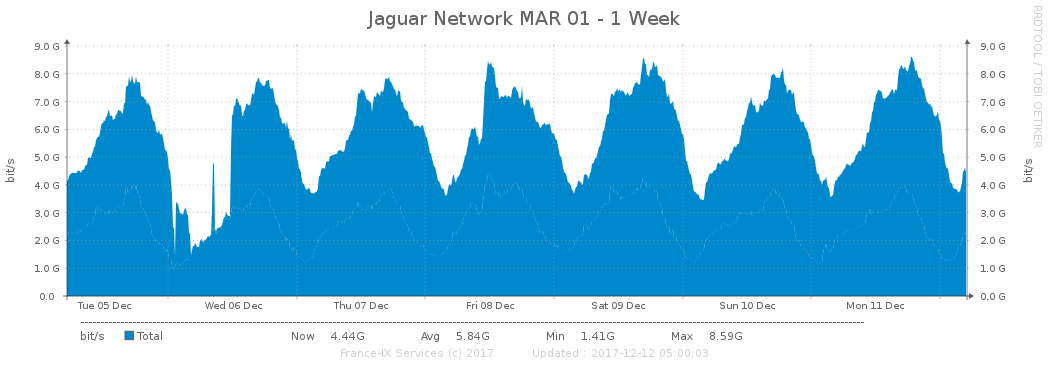 Jaguar Network MAR 01 - 1 Week
RRDTOOL / TOBI OETIKER
bit/s
bit/s
9.0 G 9.0 G
8.0 G 8.0 G
7.0 G 7.0 G
6.0 G 6.0 G
5.0 G 5.0 G
4.0 G 4.0 G
3.0 G 3.0 G
2.0 G 2.0 G
1.0 G 1.0 G
0.0 0.0 G
Tue 05 Dec Wed 06 Dec Thu 07 Dec Fri 08 Dec Sat 09 Dec Sun 10 Dec Mon 11 Dec
bit/s Total Now 4.44G Avg 5.84G Min 1.41G Max 8.59G
France-IX Services (c) 2017 Updated : 2017-12-12 05:00:03